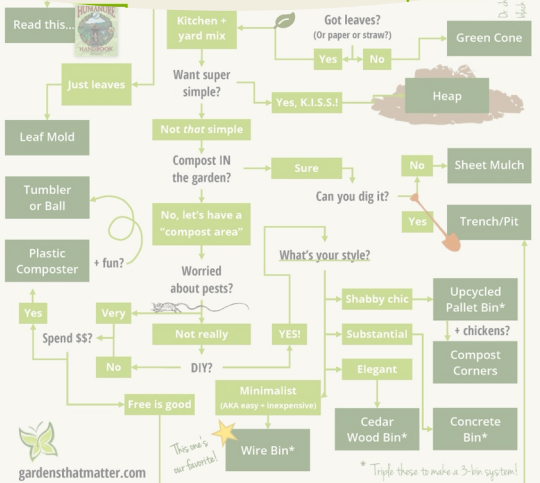 Read this...
HUMANURE
HANDBOOK
Kitchen +
yard mix
Got leaves?
(Or paper or straw?)
Yes
No
Green Cone
Just leaves
Want super
simple?
Yes, K.I.S.S.!
Heap
Leaf Mold
Not that simple
Compost IN
the garden?
Sure
No
Sheet Mulch
Can you dig it?
Yes
Trench/Pit
Tumbler
or Ball
No, let's have a
"compost area"
Plastic
Composter
+ fun?
What's your style?
Worried
about pests?
Yes
Very
Shabby chic
Upcycled
Pallet Bin*
Spend $$?
Not really
YES!
Substantial
+ chickens?
Compost
Corners
No
DIY?
Elegant
Free is good
Minimalist
(AKA easy + inexpensive)
Cedar
Wood Bin*
Concrete
Bin*
This one's
our favorite!
Wire Bin*
gardensthatmatter.com
* Triple these to make a 3-bin system!